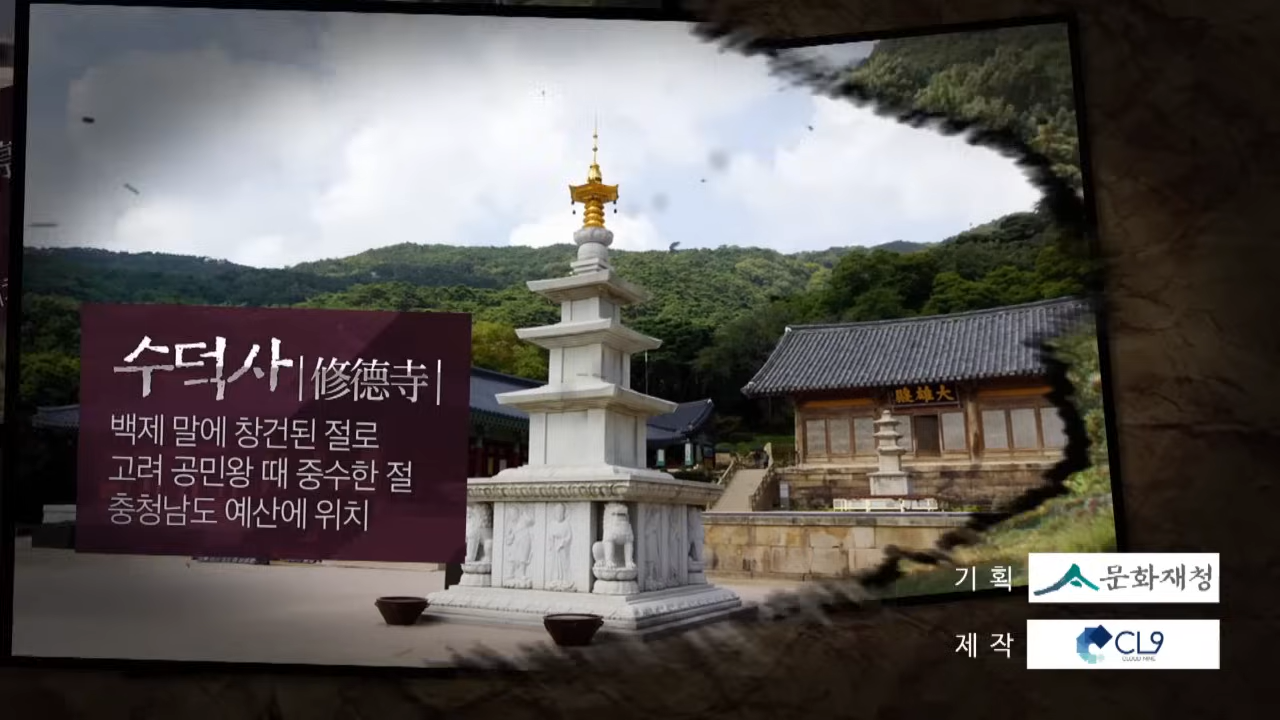 수덕사|修德寺|
백제 말에 창건된 절로
고려 공민왕 때 중수한 절
충청남도 예산에 위치
大雄殿
기획 문화재청
제작 CL9
CLOUD NINE